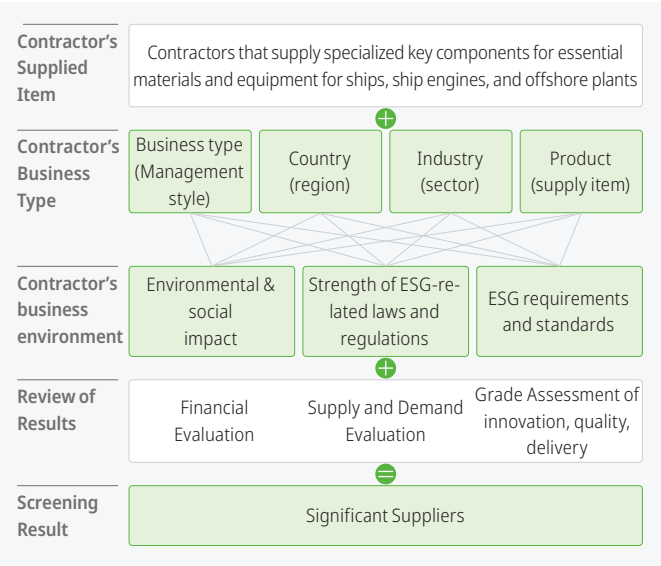 Contractor's
Supplied
Item
Contractors that supply specialized key components for essential
materials and equipment for ships, ship engines, and offshore plants
Contractor's
Business
Type
Business type
(Management
style)
Country
(region)
Industry
(sector)
Product
(supply item)
Contractor's
business
environment
Environmental &
social
impact
Strength of ESG-re-
lated laws and
regulations
ESG requirements
and standards
Review of
Results
Financial
Evaluation
Supply and Demand
Evaluation
Grade Assessment of
innovation, quality,
delivery
Screening
Result
Significant Suppliers